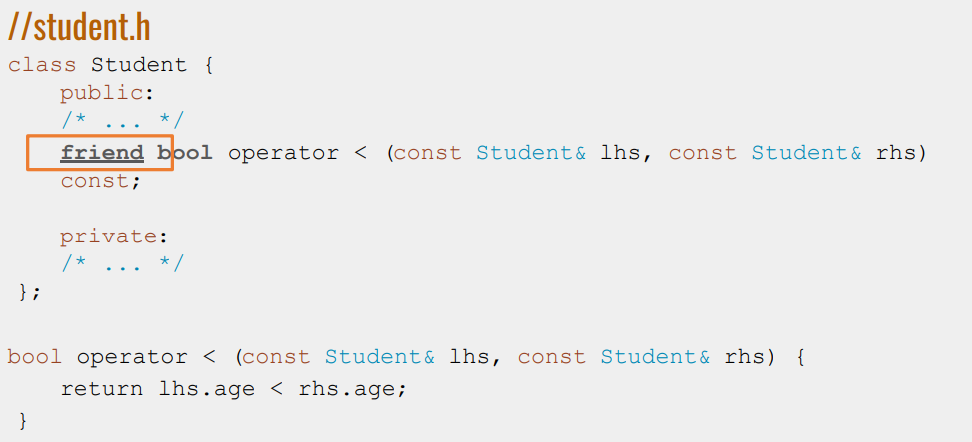 //student.h
class Student {
public:
/* ... */
friend bool operator < (const Student& lhs, const Student& rhs)
const;
private:
/* ... */
};
bool operator < (const Student& lhs, const Student& rhs) {
return lhs.age < rhs.age;
}